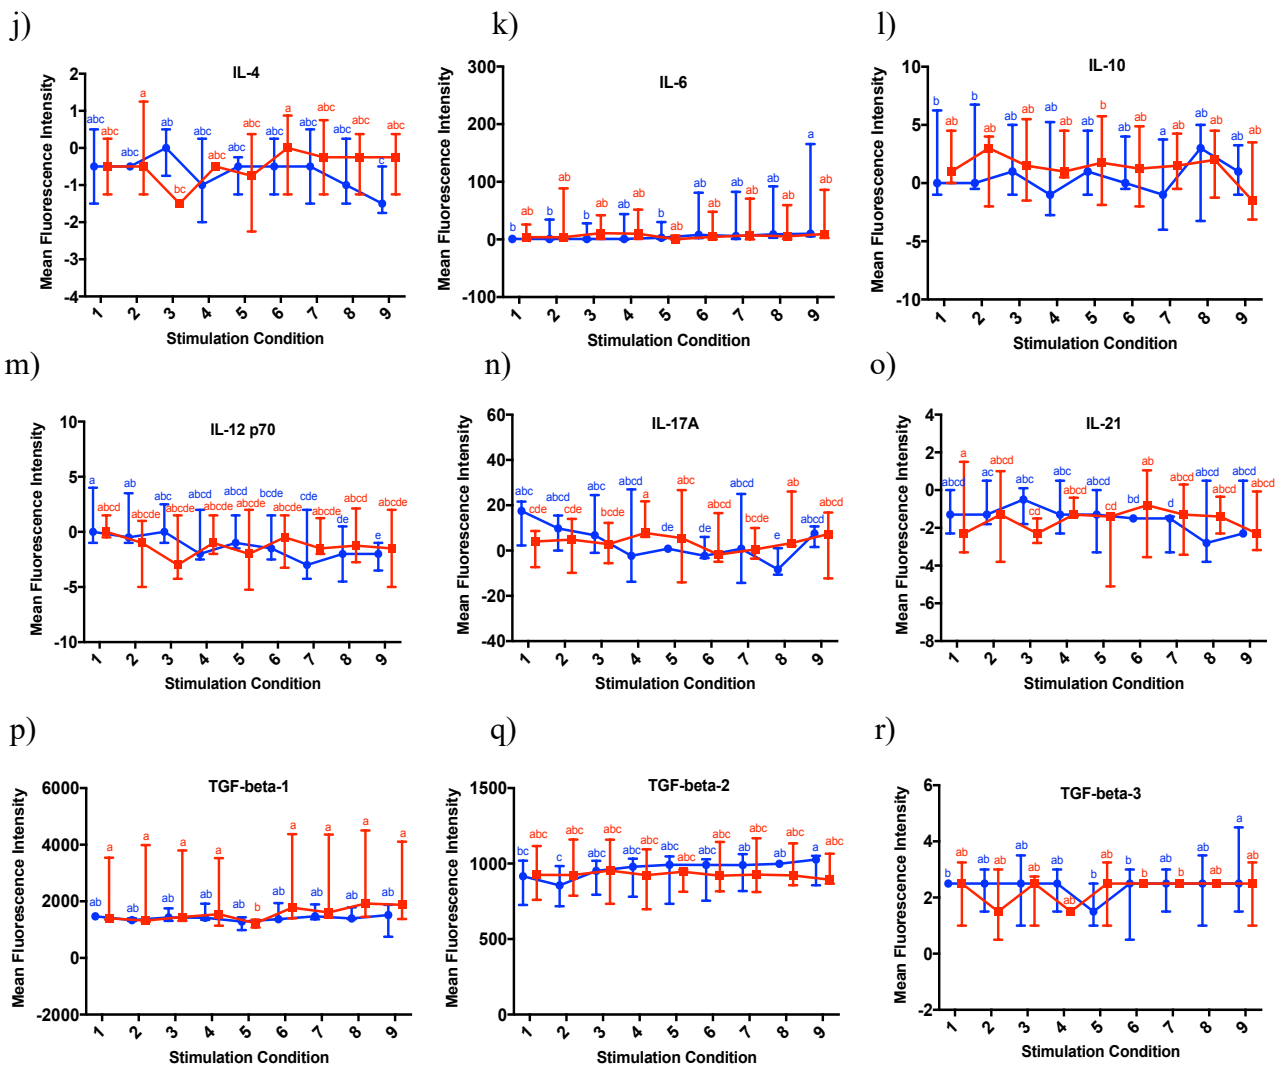 j)
IL-4
Mean Fluorescence Intensity
2
1
0
-1
-2
-3
-4
abc abc abc a ab bc abc abc abc abc abc a abc abc abc abc c abc
1 2 3 4 5 6 7 8 9
Stimulation Condition
k)
IL-6
Mean Fluorescence Intensity
300
200
100
0
-100
b ab b ab b ab ab ab b ab ab ab ab ab ab ab a ab
1 2 3 4 5 6 7 8 9
Stimulation Condition
l)
IL-10
Mean Fluorescence Intensity
10
5
0
-5
-10
b ab b ab ab ab ab ab ab b ab ab a ab ab ab ab ab
1 2 3 4 5 6 7 8 9
Stimulation Condition
m)
IL-12 p70
Mean Fluorescence Intensity
10
5
0
-5
-10
a abcde ab abcde abc abcde abcd abcde abcd abcde bcde abcde cde abcde de abcd e abcd
1 2 3 4 5 6 7 8 9
Stimulation Condition
n)
IL-17A
Mean Fluorescence Intensity
60
40
20
0
-20
-40
abc cde abcd cde abc bcde abc a de abc de abcd abc bcde e ab abcd abc
1 2 3 4 5 6 7 8 9
Stimulation Condition
o)
IL-21
Mean Fluorescence Intensity
4
2
0
-2
-4
-6
-8
abcd a ac abcd abc cd abc abcd abcd cd bd ab d abcd abcd abcd abcd abcd
1 2 3 4 5 6 7 8 9
Stimulation Condition
p)
TGF-beta-1
Mean Fluorescence Intensity
6000
4000
2000
0
-2000
ab a ab a ab a ab a ab b ab a ab a ab a ab a
1 2 3 4 5 6 7 8 9
Stimulation Condition
q)
TGF-beta-2
Mean Fluorescence Intensity
1500
1000
500
0
bc abc c abc abc abc abc abc abc abc abc abc abc abc ab abc a abc
1 2 3 4 5 6 7 8 9
Stimulation Condition
r)
TGF-beta-3
Mean Fluorescence Intensity
6
4
2
0
-2
b ab ab ab ab ab ab ab b ab b b ab b ab ab a ab
1 2 3 4 5 6 7 8 9
Stimulation Condition